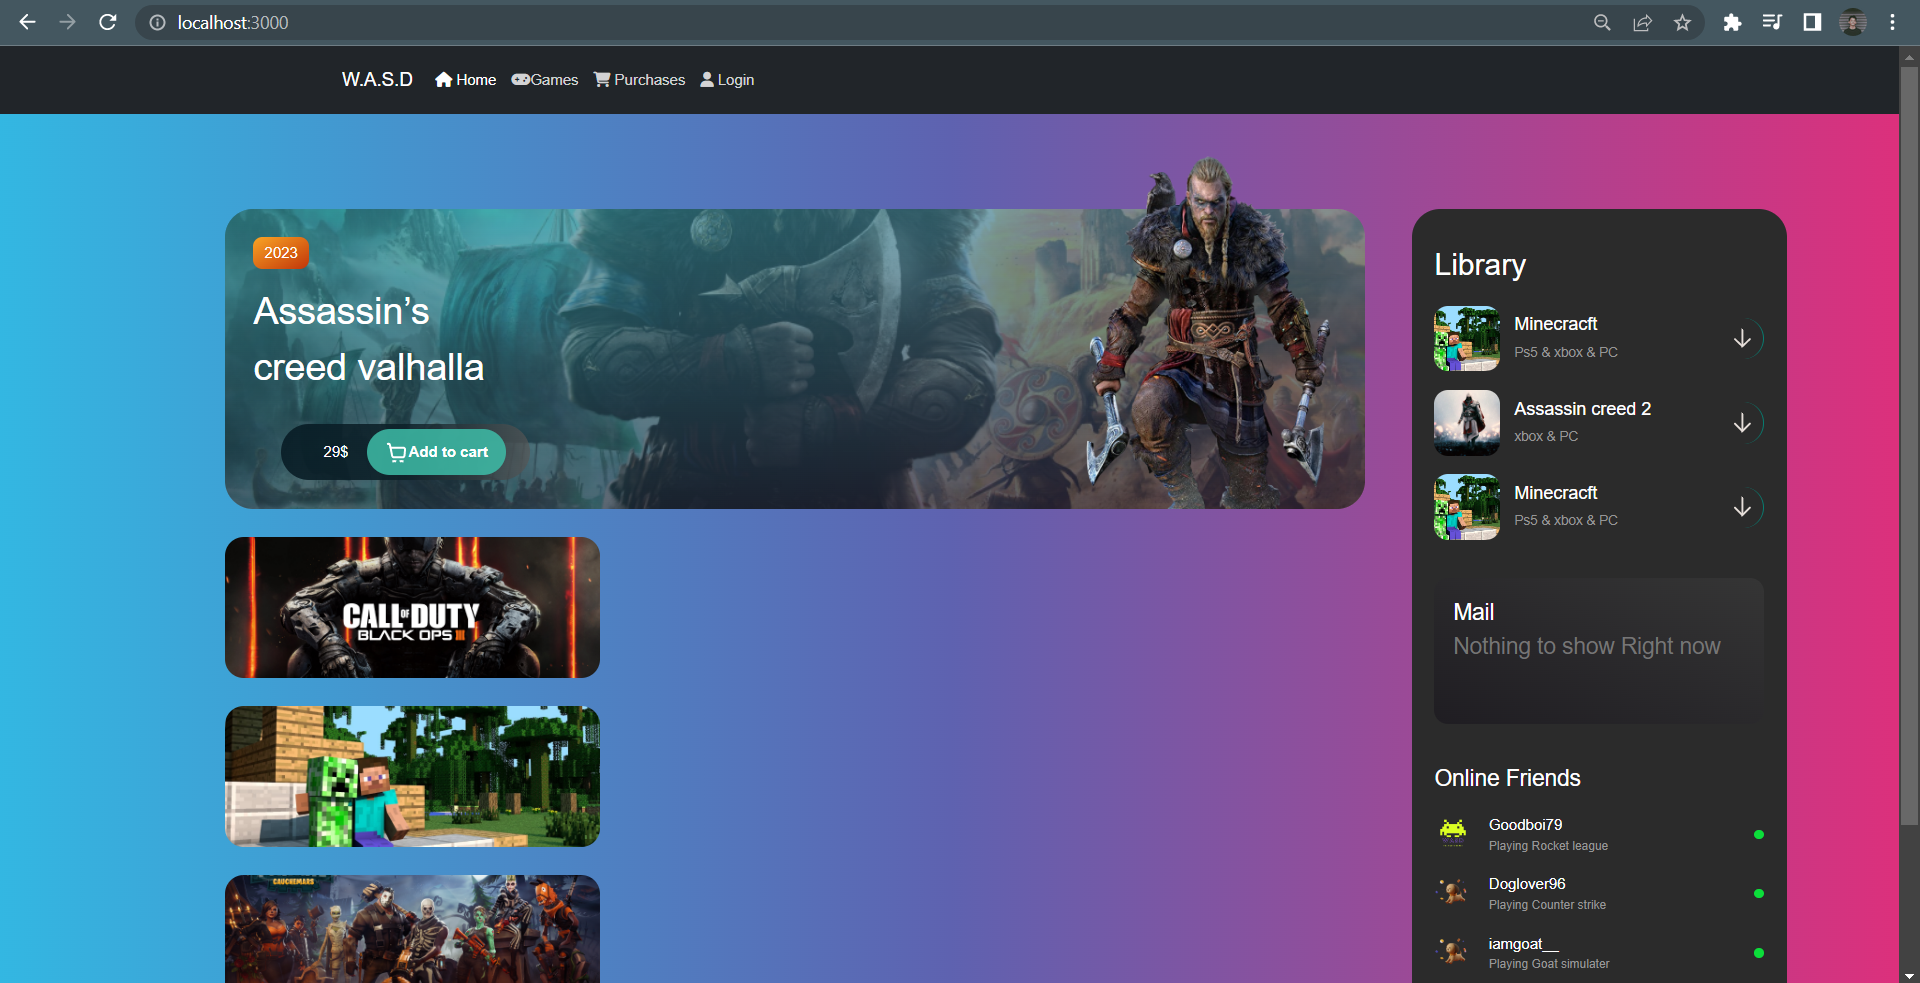 localhost:3000
W.A.S.D Home Games Purchases Login
2023
Assassin’s
creed valhalla
29$ Add to cart
CALL OF DUTY
BLACK OPS III
CAUCHEMARS
Library
Minecracft
Ps5 & xbox & PC
Assassin creed 2
xbox & PC
Minecracft
Ps5 & xbox & PC
Mail
Nothing to show Right now
Online Friends
Goodboi79
Playing Rocket league
Doglover96
Playing Counter strike
iamgoat__
Playing Goat simulater